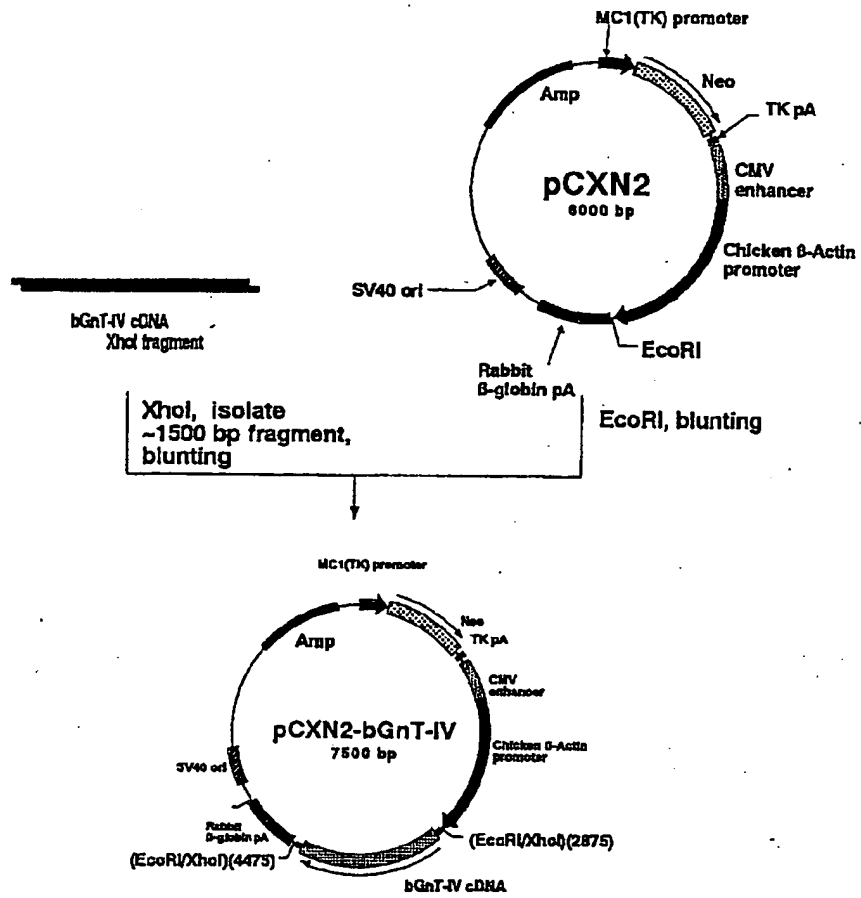 MC1(TK) promoter
Neo
Amp
TK pA
pCXN2
6000 bp
CMV
enhancer
Chicken β-Actin
promoter
SV40 ori
EcoRI
Rabbit
β-globin pA
bGnT-IV cDNA
XhoI fragment
XhoI, isolate
~1500 bp fragment,
blunting
EcoRI, blunting
MC1(TK) promoter
Neo
TK pA
Amp
CMV
enhancer
pCXN2-bGnT-IV
7500 bp
Chicken β-Actin
promoter
SV40 ori
Rabbit
β-globin pA
(EcoRI/XhoI)(2875)
(EcoRI/XhoI)(4475)
bGnT-IV cDNA